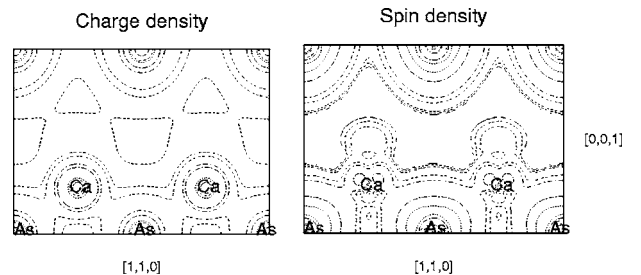 Charge density
Spin density
[0,0,1]
Ca Ca
Ca Ca
As As As
As As As
[1,1,0]
[1,1,0]